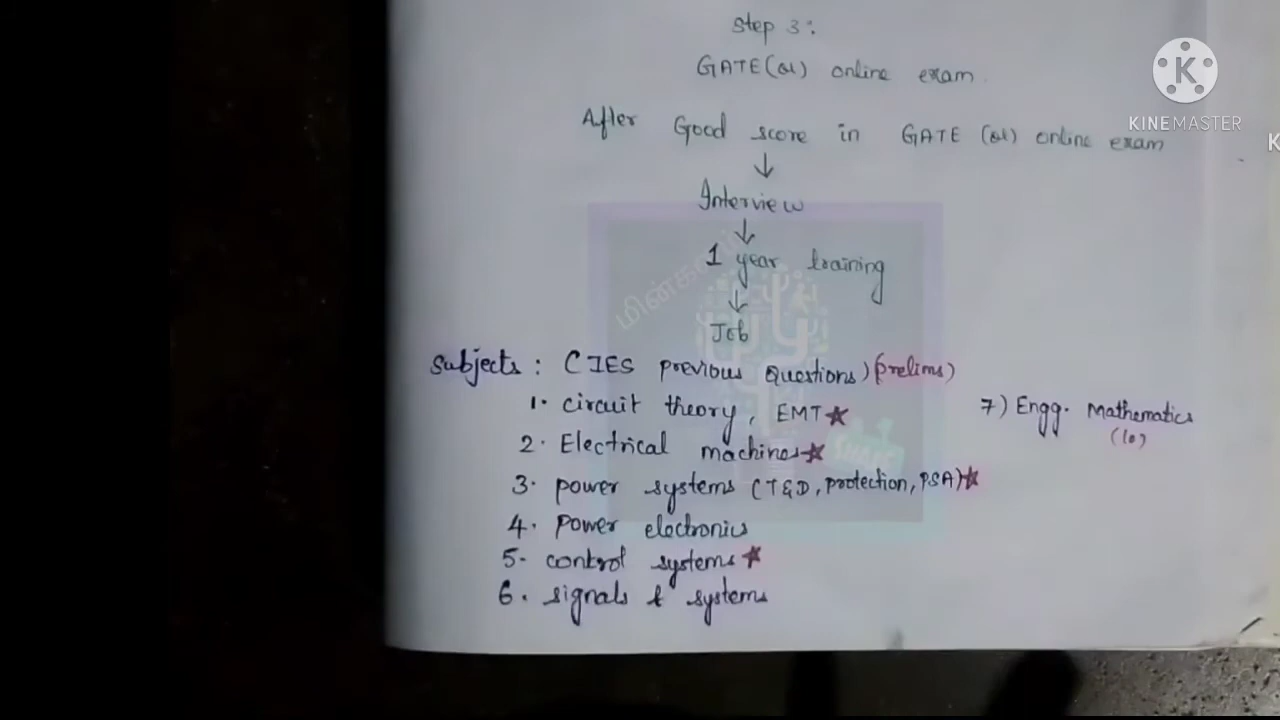 Step 3:
GATE (or) online exam
After Good score in GATE (or) online exam
↓
Interview
↓
1 year training
↓
Job
Subjects : (IES previous questions) (prelims)
1. circuit theory, EMT ★
2. Electrical machines ★
3. power systems (T&D, protection, PSA) ★
4. Power electronics
5. control systems ★
6. signals & systems
7) Engg. Mathematics
(10)
KINEMASTER
K
SHARE